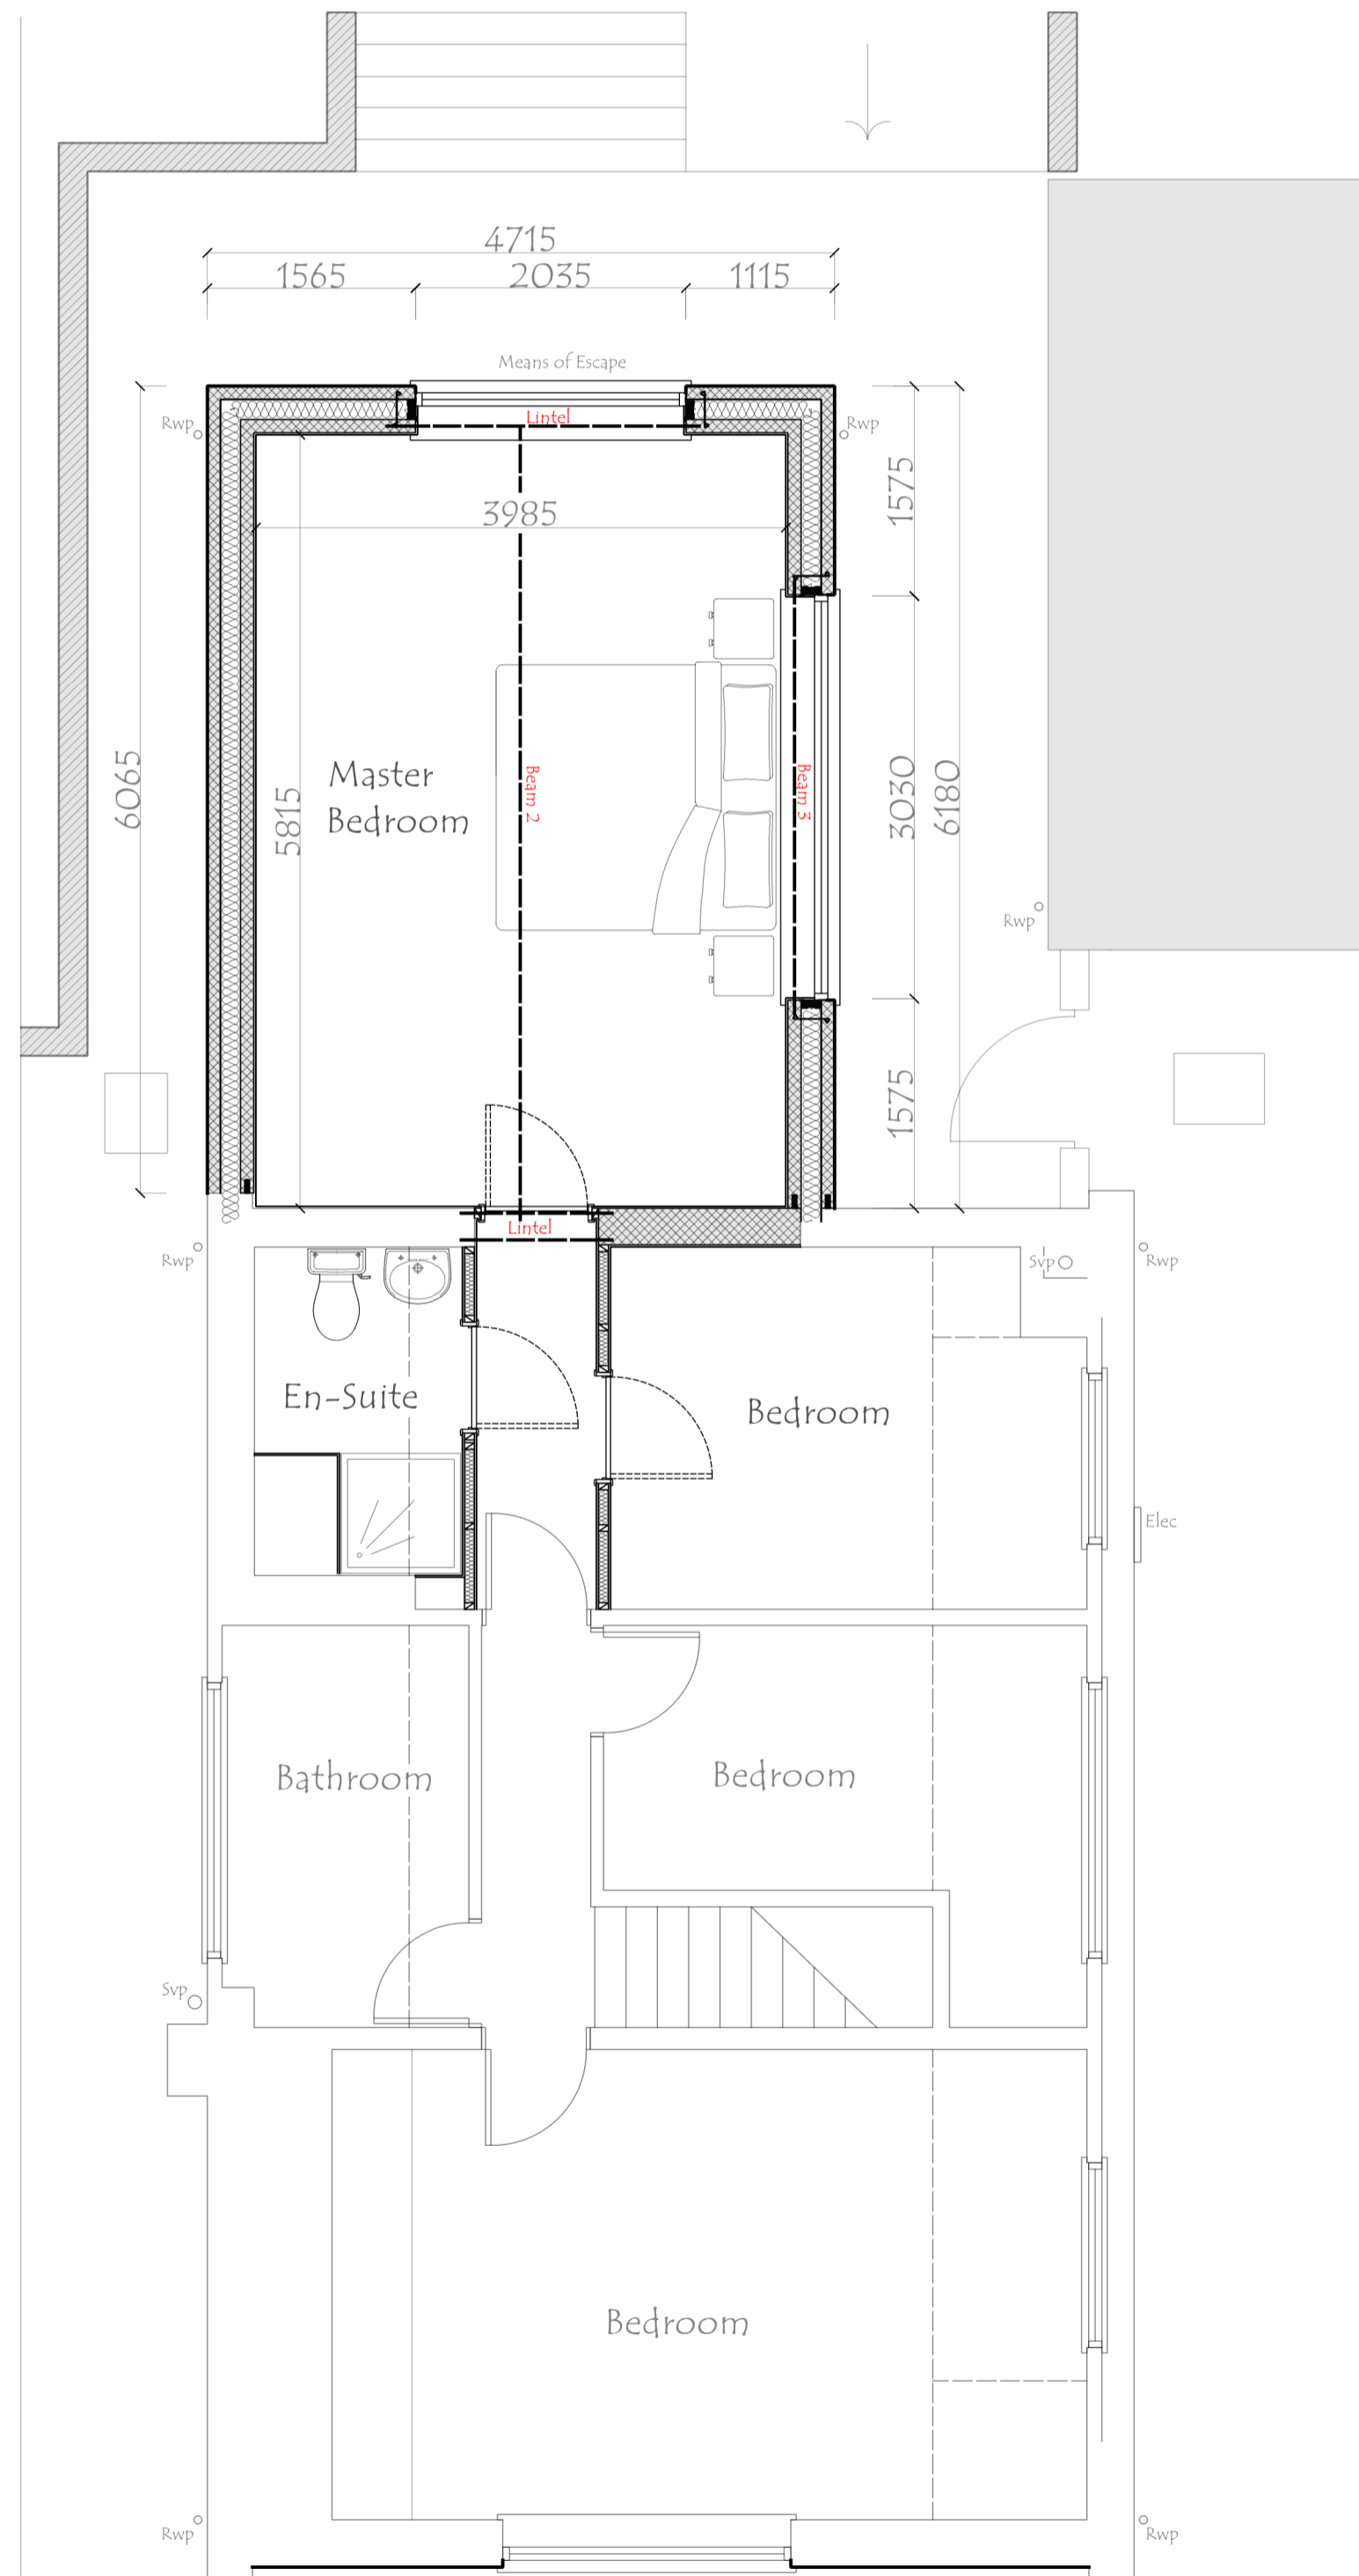 4715
1565
2035
1115
Means of Escape
Rwp
Lintel
Rwp
1575
3985
6065
5815
Master
Bedroom
Beam 2
Beam 3
3030
6180
Rwp
1575
Lintel
Rwp
Svp
Rwp
En-Suite
Bedroom
Elec
Bathroom
Bedroom
Svp
Bedroom
Rwp
Rwp